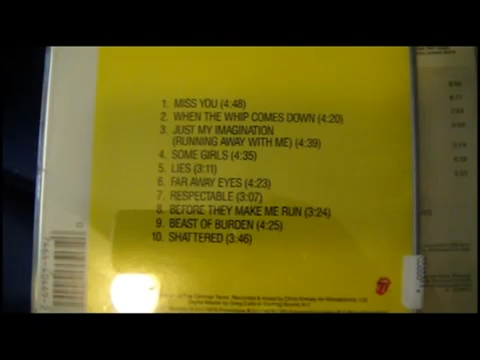 1. MISS YOU (4:48)
2. WHEN THE WHIP COMES DOWN (4:20)
3. JUST MY IMAGINATION
(RUNNING AWAY WITH ME) (4:39)
4. SOME GIRLS (4:35)
5. LIES (3:11)
6. FAR AWAY EYES (4:23)
7. RESPECTABLE (3:07)
8. BEFORE THEY MAKE ME RUN (3:24)
9. BEAST OF BURDEN (4:25)
10. SHATTERED (3:46)